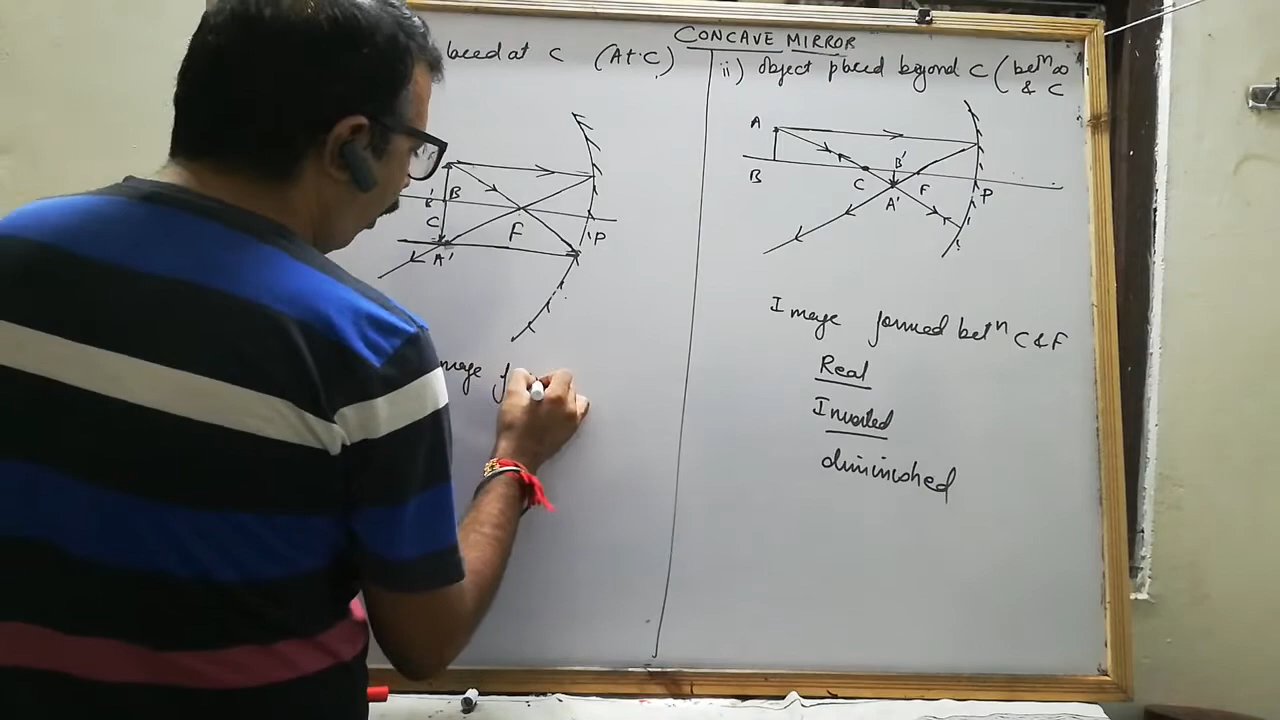 CONCAVE MIRROR
laced at C (At C)
A
B
B'
C
F
P
A'
mage f
ii) object placed beyond C (betⁿ ∞
& C
A
B
C
B'
A'
F
P
Image formed betⁿ C & F
Real
Inverted
diminished